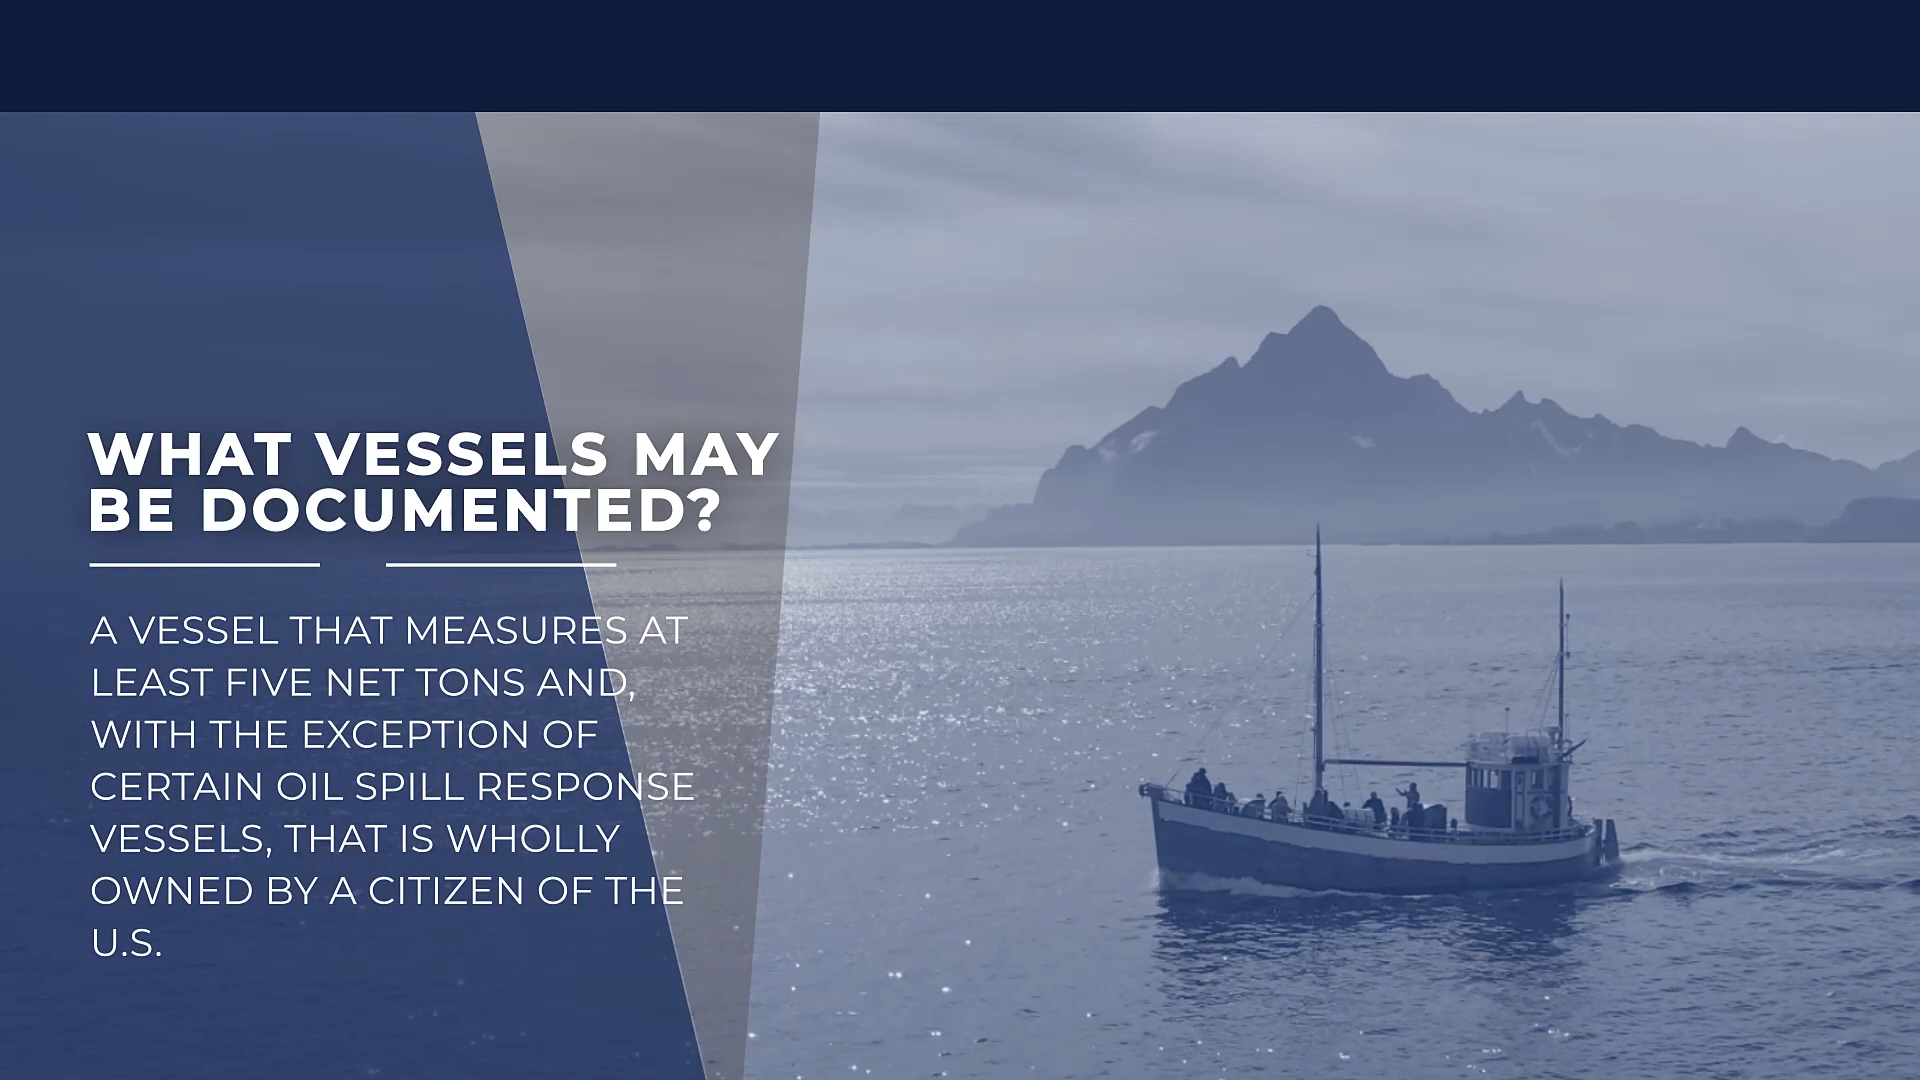 WHAT VESSELS MAY
BE DOCUMENTED?
A VESSEL THAT MEASURES AT
LEAST FIVE NET TONS AND,
WITH THE EXCEPTION OF
CERTAIN OIL SPILL RESPONSE
VESSELS, THAT IS WHOLLY
OWNED BY A CITIZEN OF THE
U.S.